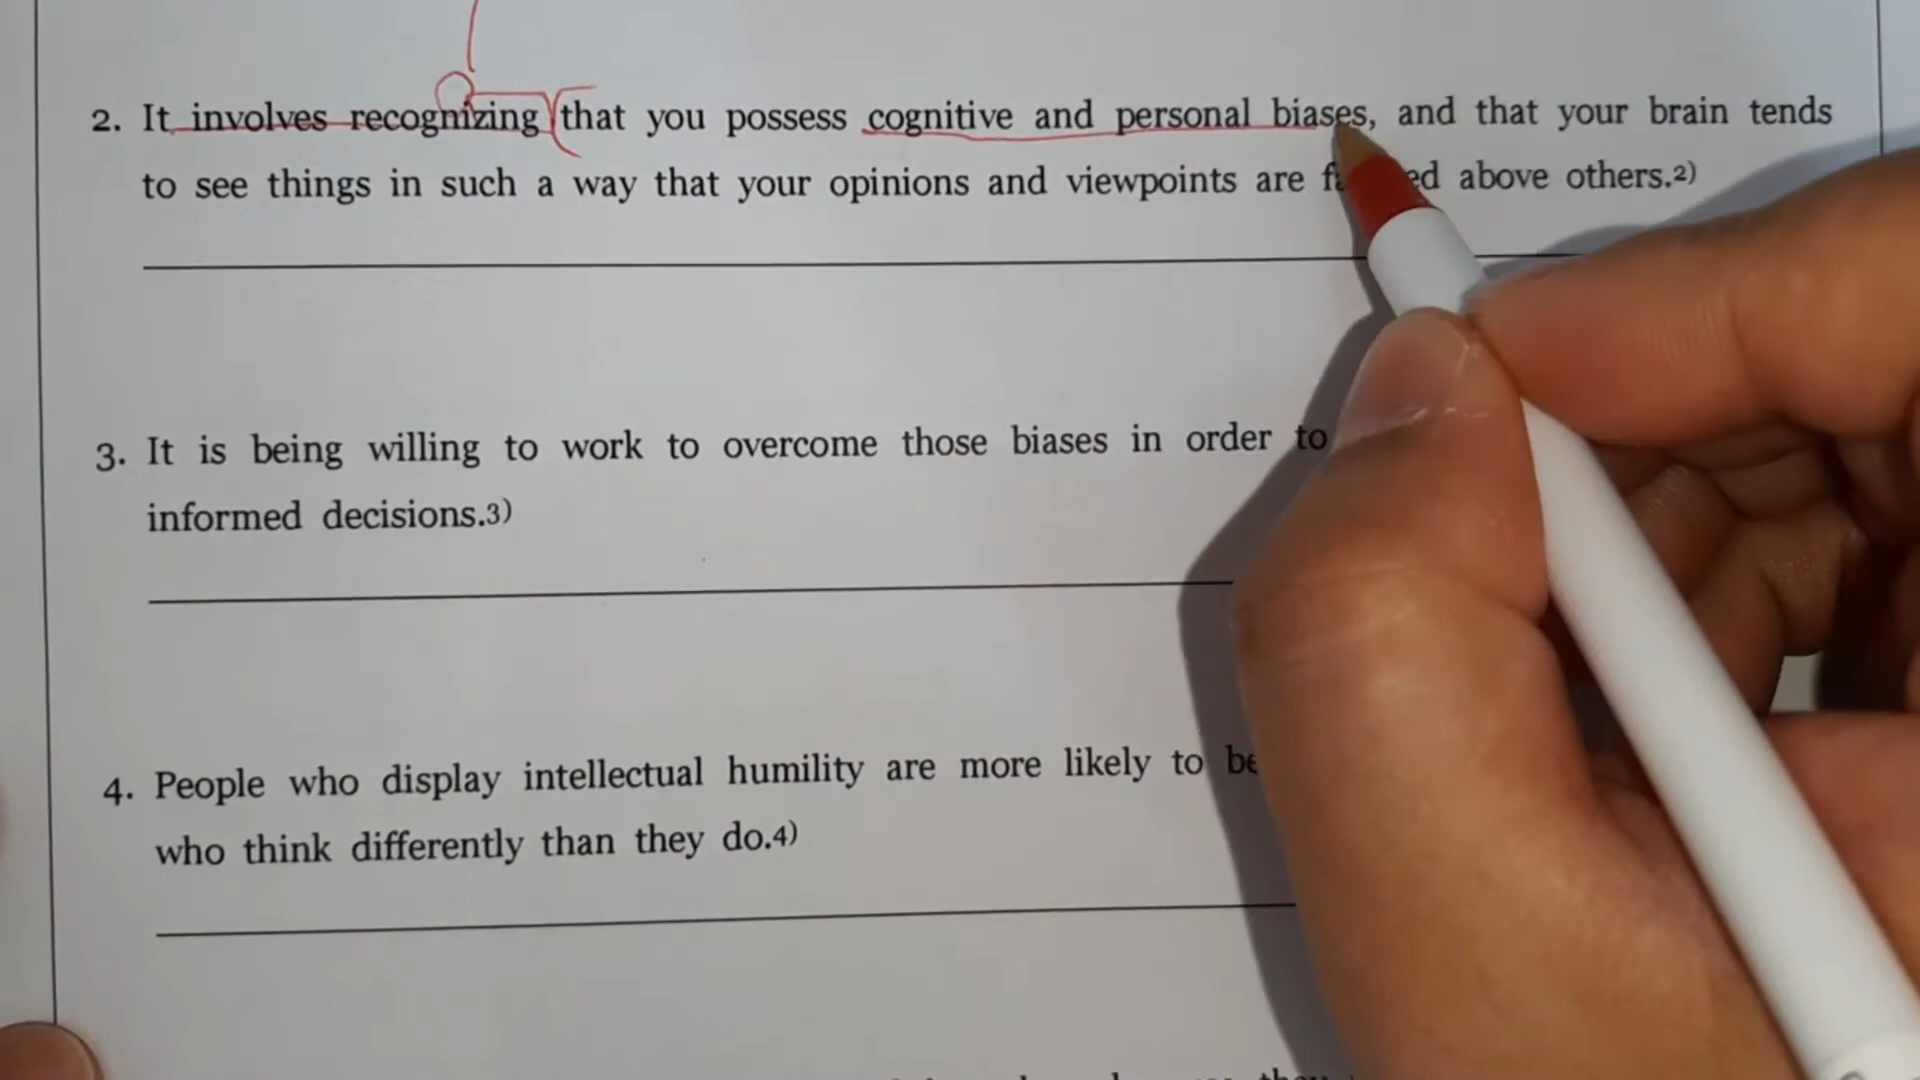 2. It involves recognizing that you possess cognitive and personal biases, and that your brain tends
to see things in such a way that your opinions and viewpoints are above others.2)
3. It is being willing to work to overcome those biases in order to
informed decisions.3)
4. People who display intellectual humility are more likely to
who think differently than they do.4)